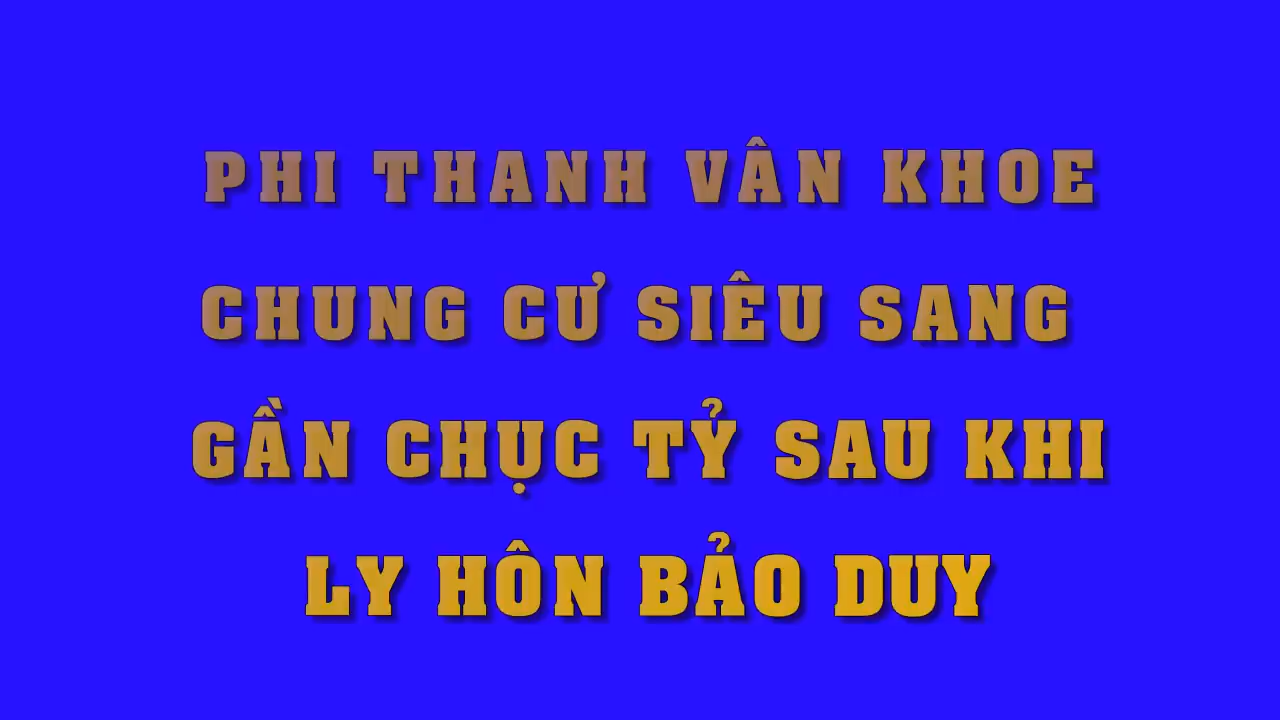 PHI THANH VÂN KHOE
CHUNG CƯ SIÊU SANG
GẦN CHỤC TỶ SAU KHI
LY HÔN BẢO DUY